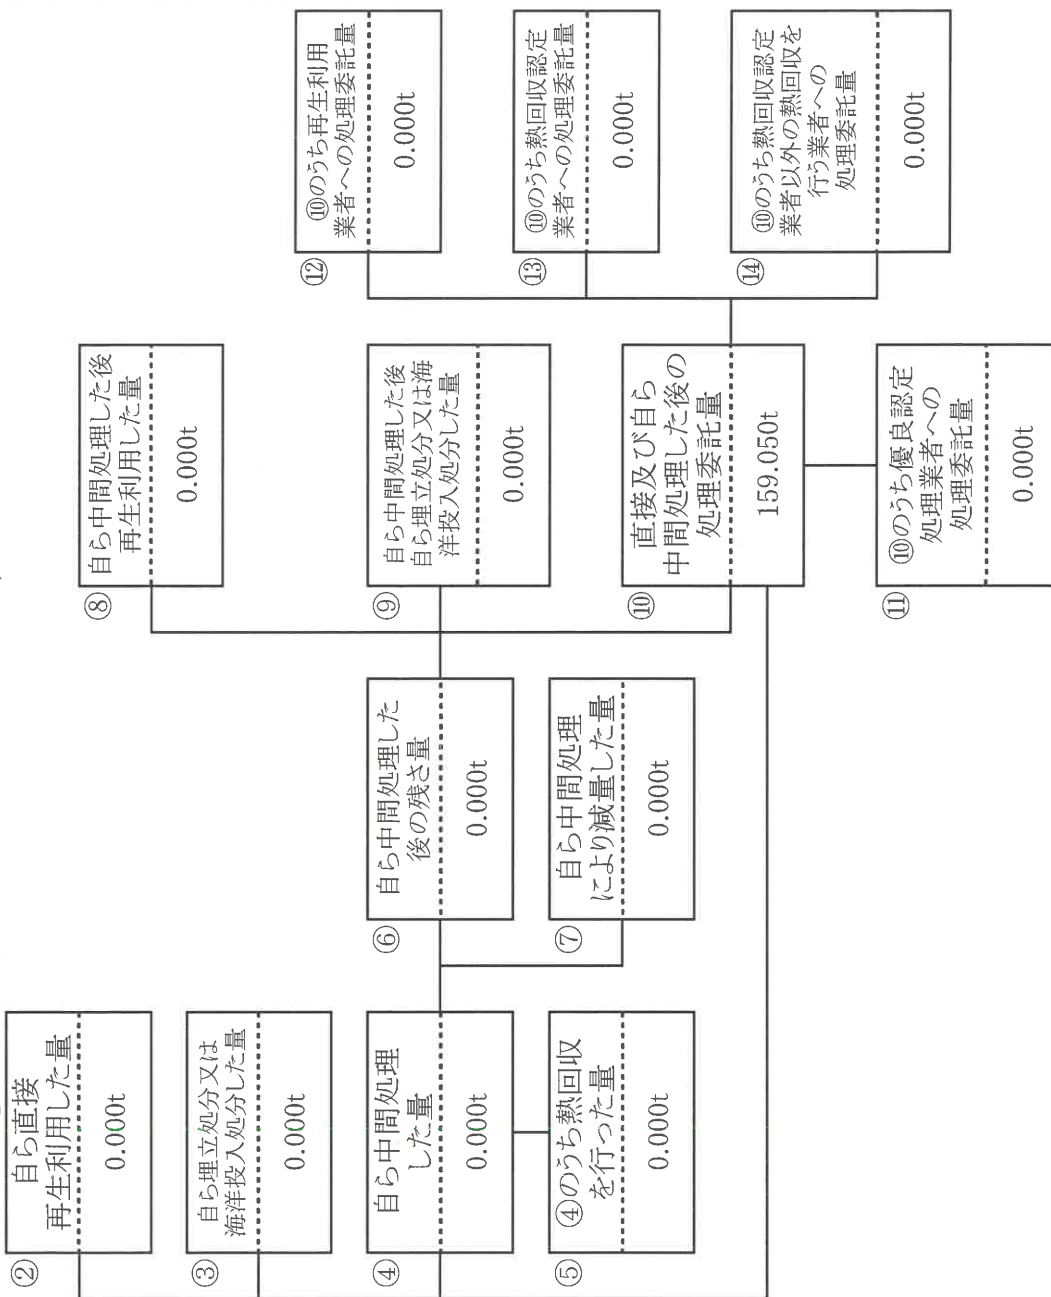 ②
自ら直接
再生利用した量
0.000t
③
自ら埋立処分又は
海洋投入処分した量
0.000t
④
自ら中間処理
した量
0.000t
⑤
④のうち熱回収
を行った量
0.000t
⑥
自ら中間処理した
後の残さ量
0.000t
⑦
自ら中間処理
により減量した量
0.000t
⑧
自ら中間処理した後
再生利用した量
0.000t
⑨
自ら中間処理した後
自ら埋立処分又は海
洋投入処分した量
0.000t
⑩
直接及び自ら
中間処理した後の
処理委託量
159.050t
⑪
⑩のうち優良認定
処理業者への
処理委託量
0.000t
⑫
⑩のうち再生利用
業者への処理委託量
0.000t
⑬
⑩のうち熱回収認定
業者への処理委託量
0.000t
⑭
⑩のうち熱回収認定
業者以外の熱回収を
行う業者への
処理委託量
0.000t